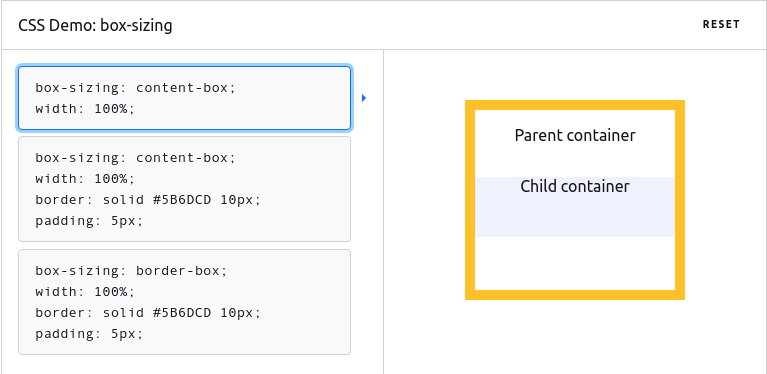 CSS Demo: box-sizing
RESET
box-sizing: content-box;
width: 100%;
box-sizing: content-box;
width: 100%;
border: solid #5B6DCD 10px;
padding: 5px;
box-sizing: border-box;
width: 100%;
border: solid #5B6DCD 10px;
padding: 5px;
Parent container
Child container